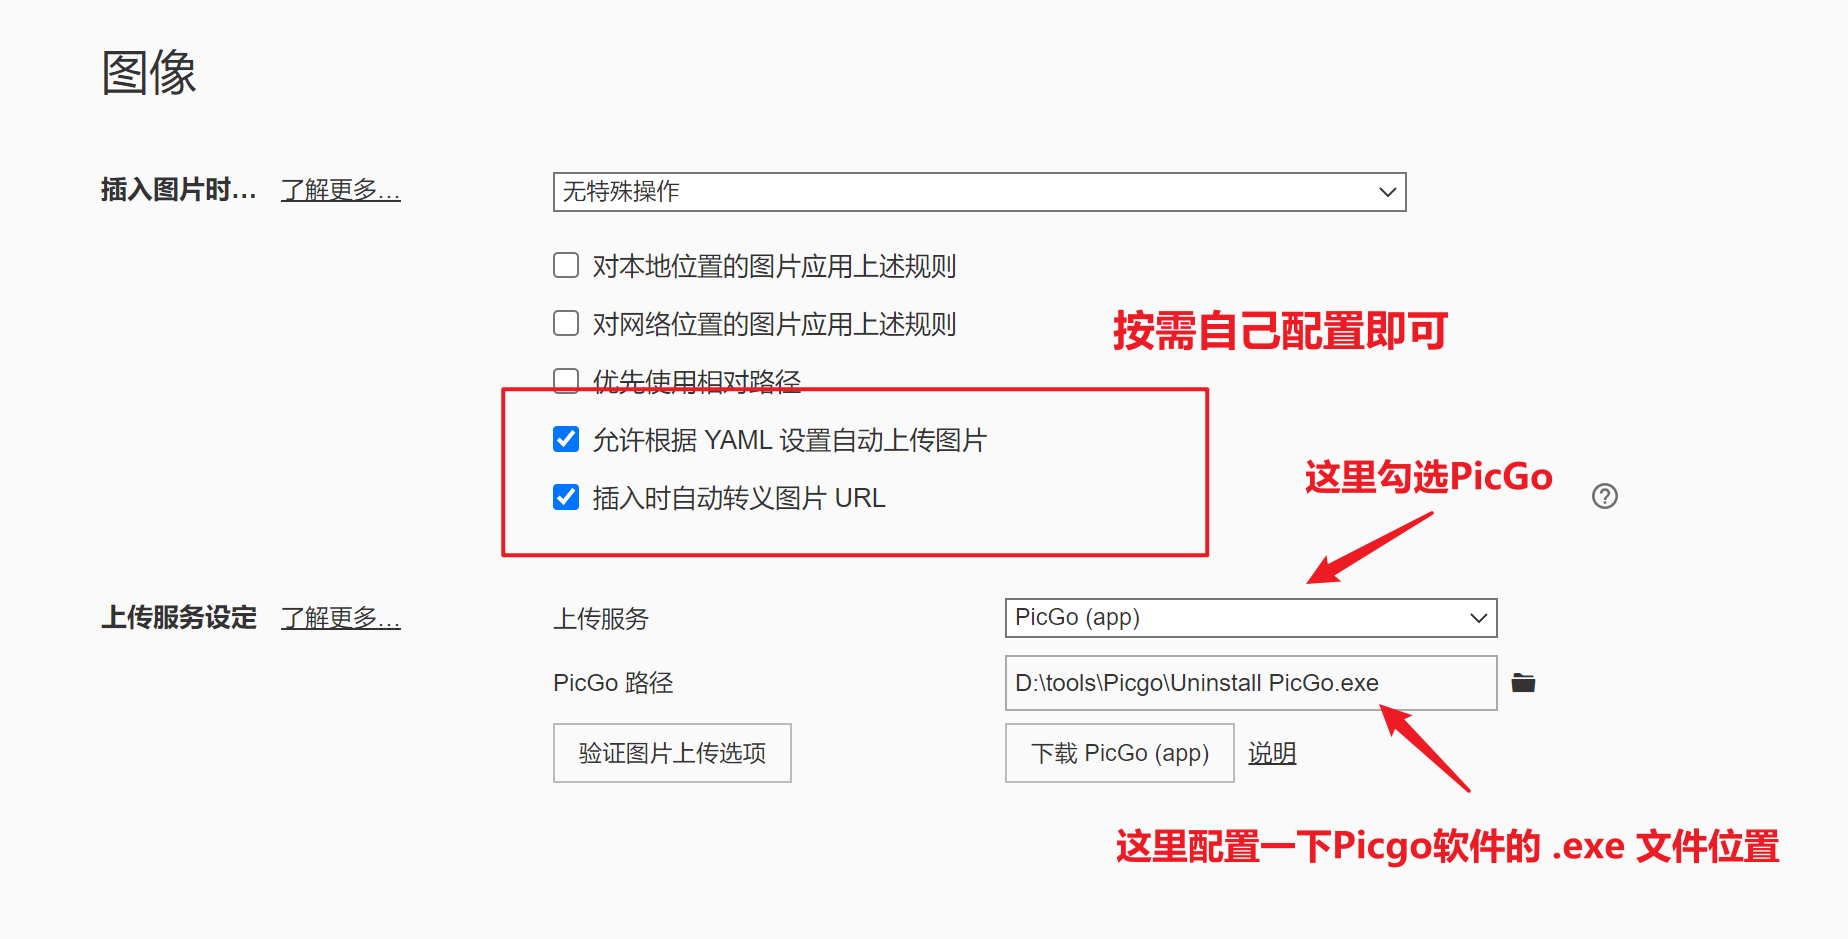 图像
插入图片时… 了解更多…
无特殊操作
对本地位置的图片应用上述规则
对网络位置的图片应用上述规则
按需自己配置即可
优先使用相对路径
允许根据 YAML 设置自动上传图片
这里勾选PicGo
插入时自动转义图片 URL
?
上传服务设定 了解更多…
上传服务
PicGo (app)
PicGo 路径
D:\tools\Picgo\Uninstall PicGo.exe
验证图片上传选项
下载 PicGo (app)
说明
这里配置一下Picgo软件的 .exe 文件位置